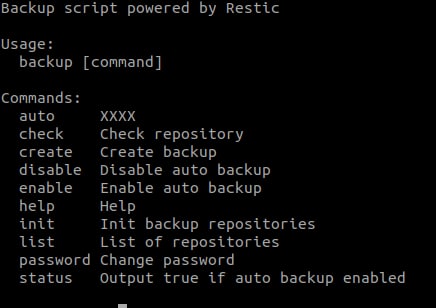 Backup script powered by Restic
Usage:
backup [command]
Commands:
auto XXXX
check Check repository
create Create backup
disable Disable auto backup
enable Enable auto backup
help Help
init Init backup repositories
list List of repositories
password Change password
status Output true if auto backup enabled